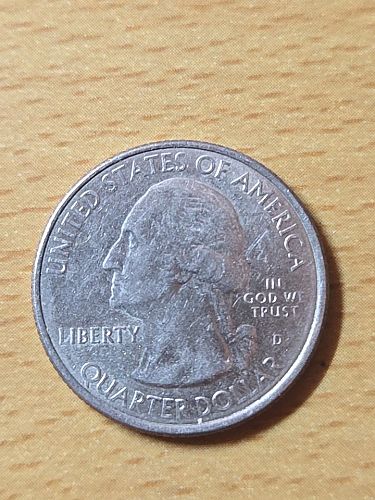 UNITED STATES OF AMERICA
LIBERTY
IN
GOD WE
TRUST
D
QUARTER DOLLAR